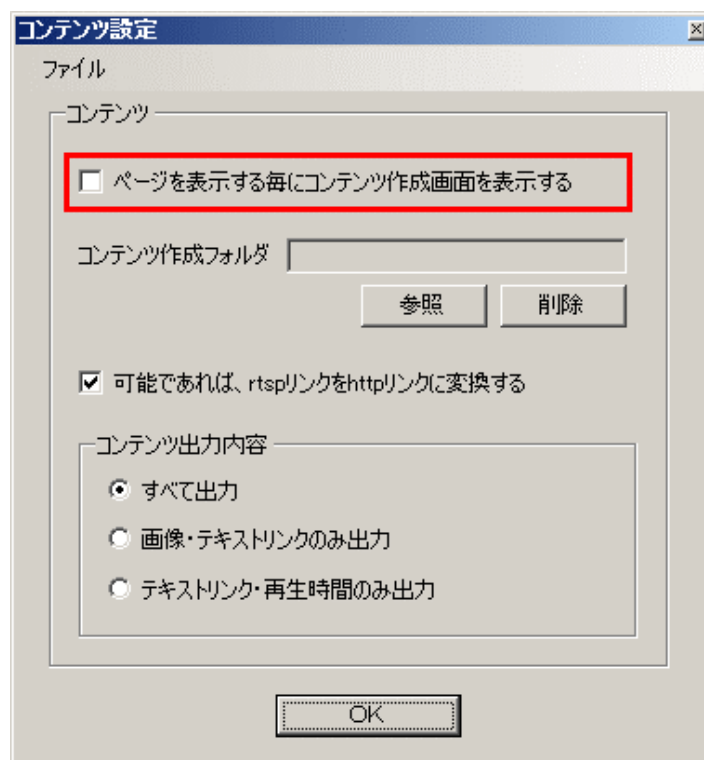 コンテンツ設定
ファイル
コンテンツ
ページを表示する毎にコンテンツ作成画面を表示する
コンテンツ作成フォルダ
参照 削除
可能であれば、rtspリンクをhttpリンクに変換する
コンテンツ出力内容
すべて出力
画像・テキストリンクのみ出力
テキストリンク・再生時間のみ出力
OK